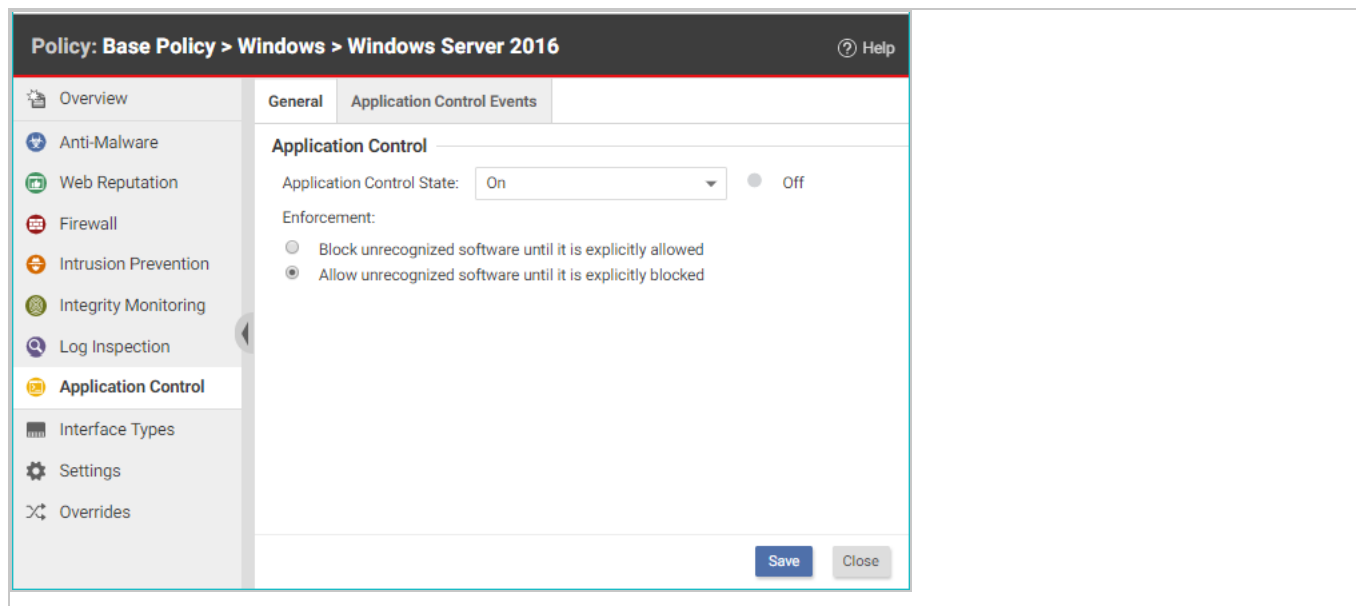 Policy: Base Policy > Windows > Windows Server 2016
Help
Overview
Anti-Malware
Web Reputation
Firewall
Intrusion Prevention
Integrity Monitoring
Log Inspection
Application Control
Interface Types
Settings
Overrides
General
Application Control Events
Application Control
Application Control State: On Off
Enforcement:
Block unrecognized software until it is explicitly allowed
Allow unrecognized software until it is explicitly blocked
Save
Close